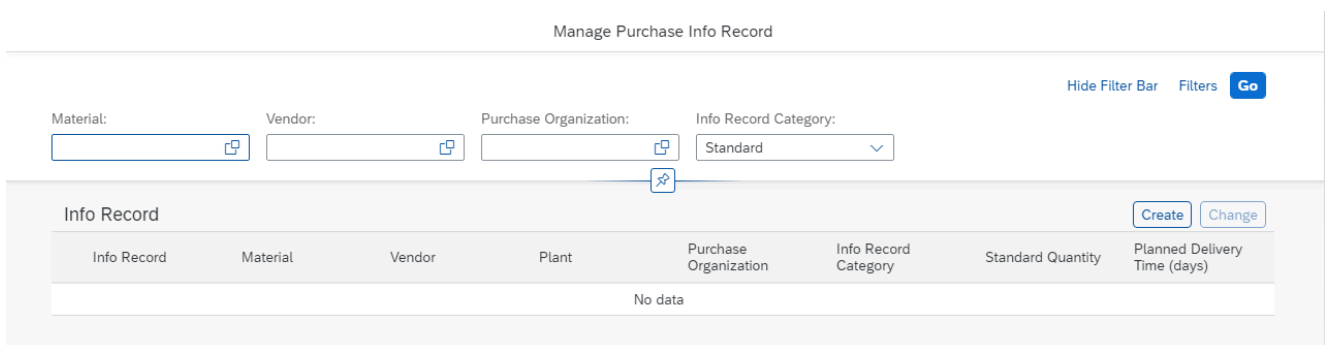 Manage Purchase Info Record
Hide Filter Bar Filters Go
Material: Vendor: Purchase Organization: Info Record Category:
Standard
Info Record Create Change
Info Record Material Vendor Plant Purchase Organization Info Record Category Standard Quantity Planned Delivery Time (days)
No data